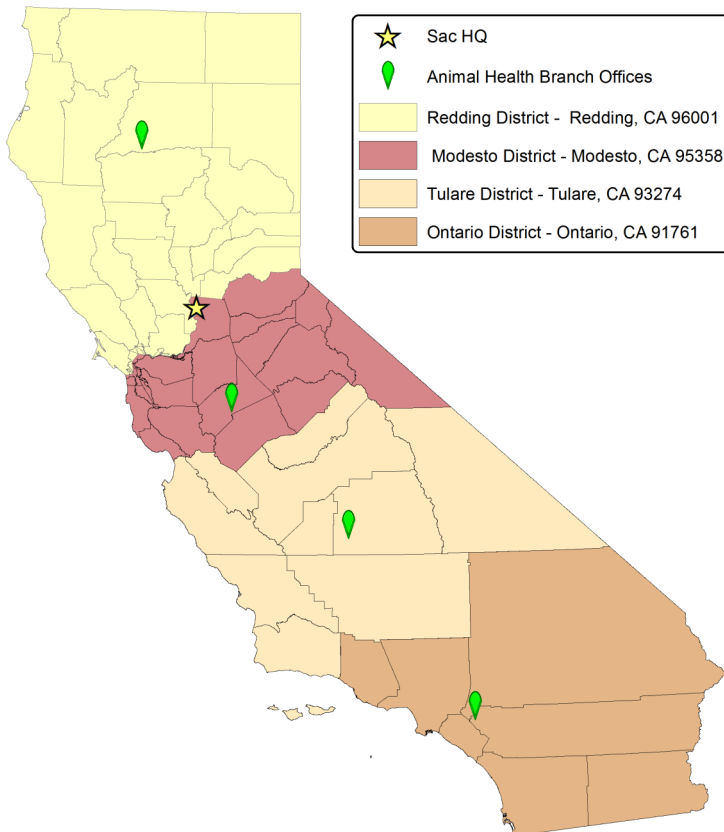 Sac HQ
Animal Health Branch Offices
Redding District - Redding, CA 96001
Modesto District - Modesto, CA 95358
Tulare District - Tulare, CA 93274
Ontario District - Ontario, CA 91761